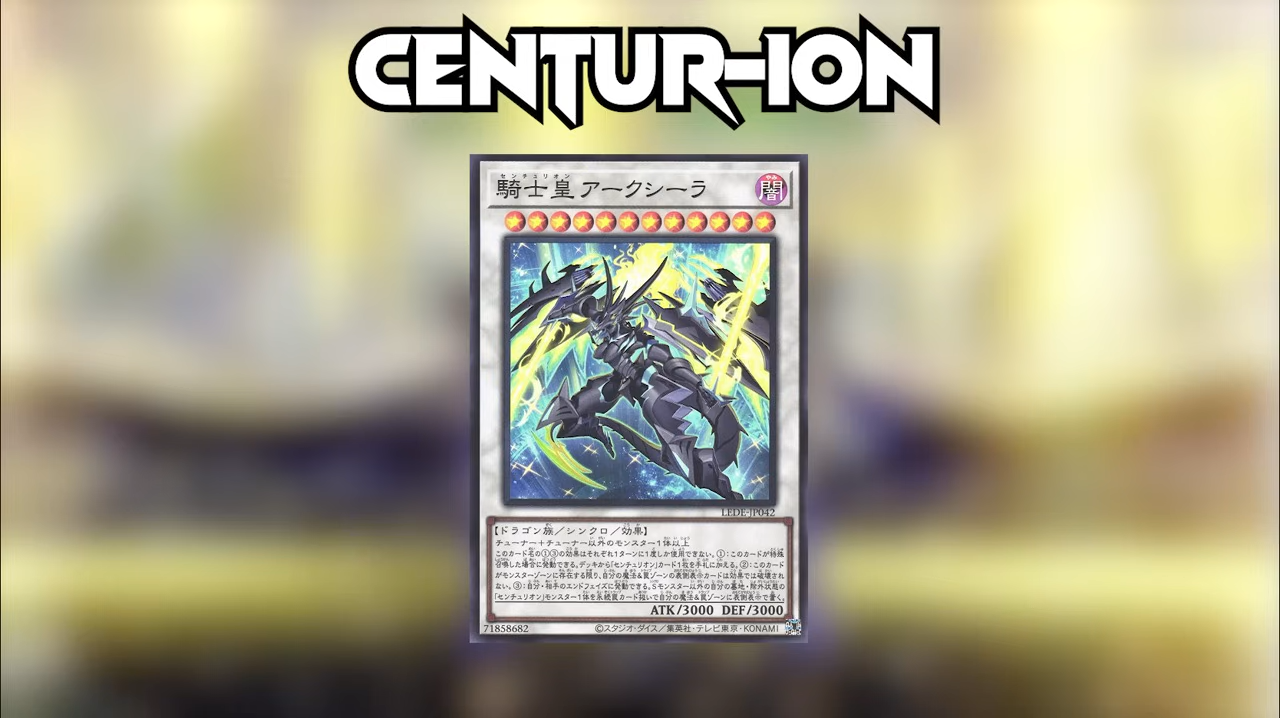 CENTUR-ION
センチュリオン
騎士皇アークシーラ
やみ
闇
LEDE-JP042
【ドラゴン族／シンクロ／効果】
チューナー＋チューナー以外のモンスター1体以上
このカード名の①③の効果はそれぞれ1ターンに1度しか使用できない。①：このカードが特殊
召喚した場合に発動できる。デッキから「センチュリオン」カード1枚を手札に加える。②：このカード
がモンスターゾーンに存在する限り、自分の魔法＆罠ゾーンの表側表示カードは効果では破壊され
ない。③：自分・相手のエンドフェイズに発動できる。Sモンスター以外の自分の墓地・除外状態の
「センチュリオン」モンスター1体を永続罠カード扱いで自分の魔法＆罠ゾーンに表側表示で置く。
ATK/3000 DEF/3000
71858682 ©スタジオ・ダイス／集英社・テレビ東京・KONAMI